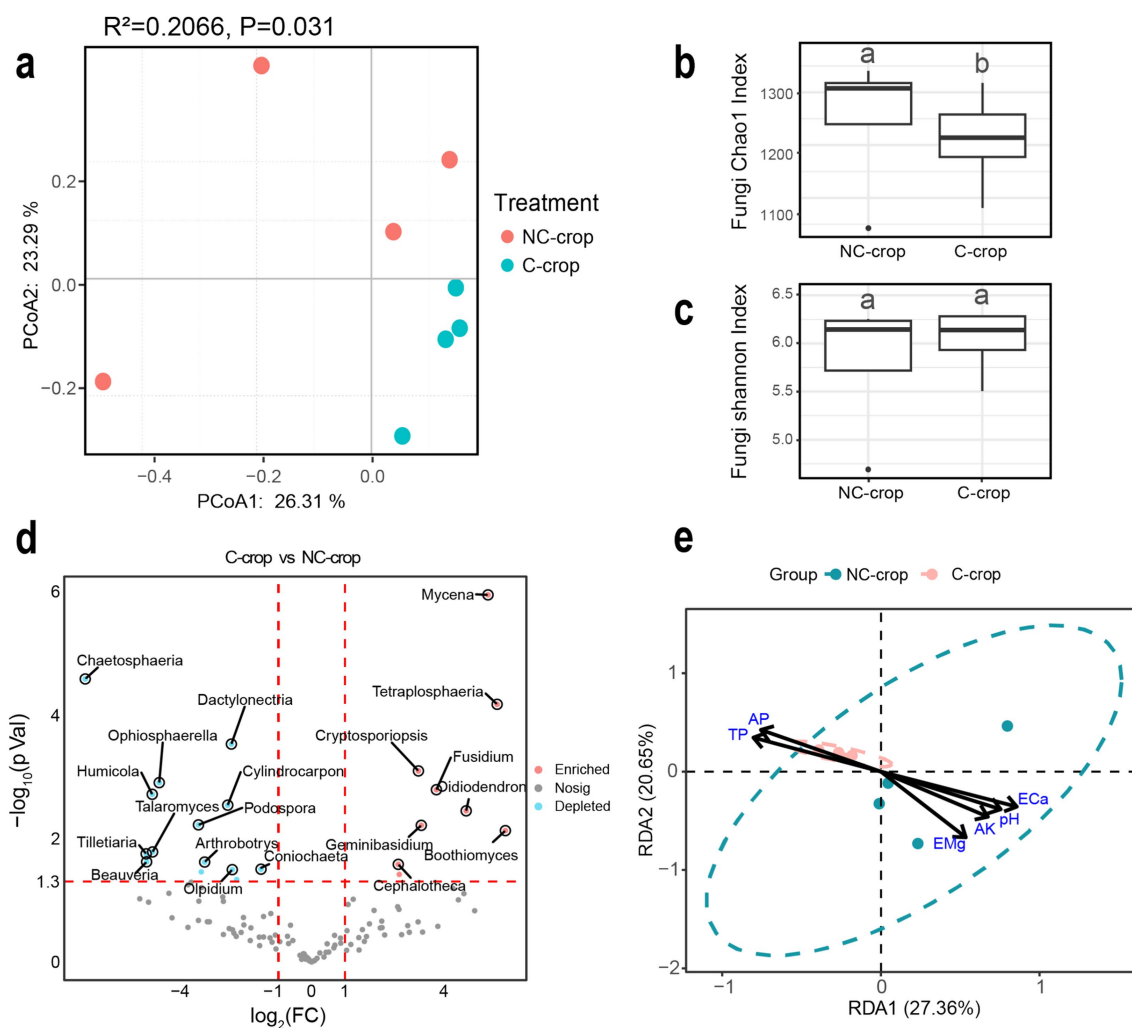 R²=0.2066, P=0.031
a
0.2
0.0
−0.2
PCoA2: 23.29 %
−0.4
−0.2
0.0
PCoA1: 26.31 %
Treatment
NC-crop
C-crop
b
a
b
1300
1200
1100
Fungi Chao1 Index
NC-crop
C-crop
c
a
a
6.5
6.0
5.5
5.0
Fungi shannon Index
NC-crop
C-crop
d
C-crop vs NC-crop
6
4
2
1.3
0
−log10(p Val)
Mycena
Chaetosphaeria
Tetraplosphaeria
Dactylonectria
Ophiosphaerella
Cryptosporiopsis
Fusidium
Humicola
Cylindrocarpon
Oidiodendron
Talaromyces
Podospora
Tilletiaria
Arthrobotrys
Geminibasidium
Boothiomyces
Beauveria
Coniochaeta
Olpidium
Cephalotheca
−4
−1
0
1
4
log2(FC)
Enriched
Nosig
Depleted
e
Group
NC-crop
C-crop
1
0
−1
−2
RDA2 (20.65%)
AP
TP
ECa
pH
AK
EMg
−1
0
1
RDA1 (27.36%)